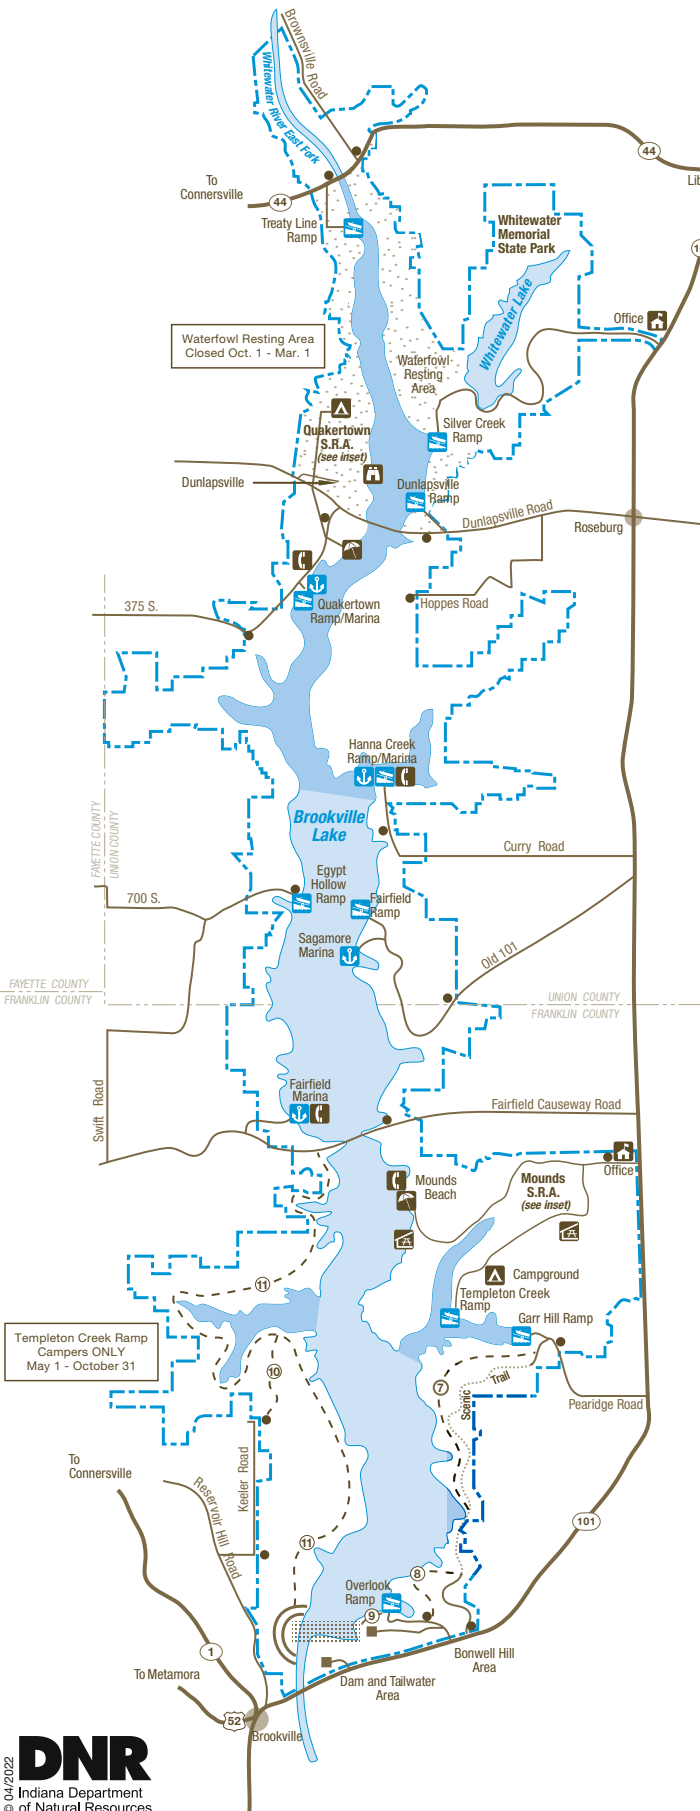 Brownsville Road
Whitewater River East Fork
44
To
Connersville
44
Treaty Line
Ramp
Whitewater
Memorial
State Park
Whitewater Lake
Office
Waterfowl Resting Area
Closed Oct. 1 - Mar. 1
Waterfowl
Resting
Area
Quakertown
S.R.A.
(see inset)
Silver Creek
Ramp
Dunlapsville
Dunlapsville
Ramp
Dunlapsville Road
Roseburg
375 S.
Quakertown
Ramp/Marina
Hoppes Road
Hanna Creek
Ramp/Marina
Brookville
Lake
FAYETTE COUNTY
UNION COUNTY
Curry Road
Egypt
Hollow
Ramp
700 S.
Fairfield
Ramp
Sagamore
Marina
Old 101
FAYETTE COUNTY
FRANKLIN COUNTY
UNION COUNTY
FRANKLIN COUNTY
Swift Road
Fairfield
Marina
Fairfield Causeway Road
Office
Mounds
Beach
Mounds
S.R.A.
(see inset)
11
Campground
Templeton Creek
Ramp
Garr Hill Ramp
Templeton Creek Ramp
Campers ONLY
May 1 - October 31
10
7
Scenic
Trail
Pearidge Road
To
Connersville
Reservoir Hill Road
Keeler Road
101
11
8
Overlook
Ramp
9
1
Bonwell Hill
Area
To Metamora
Dam and Tailwater
Area
52
Brookville
© 04/2022
DNR
Indiana Department
of Natural Resources